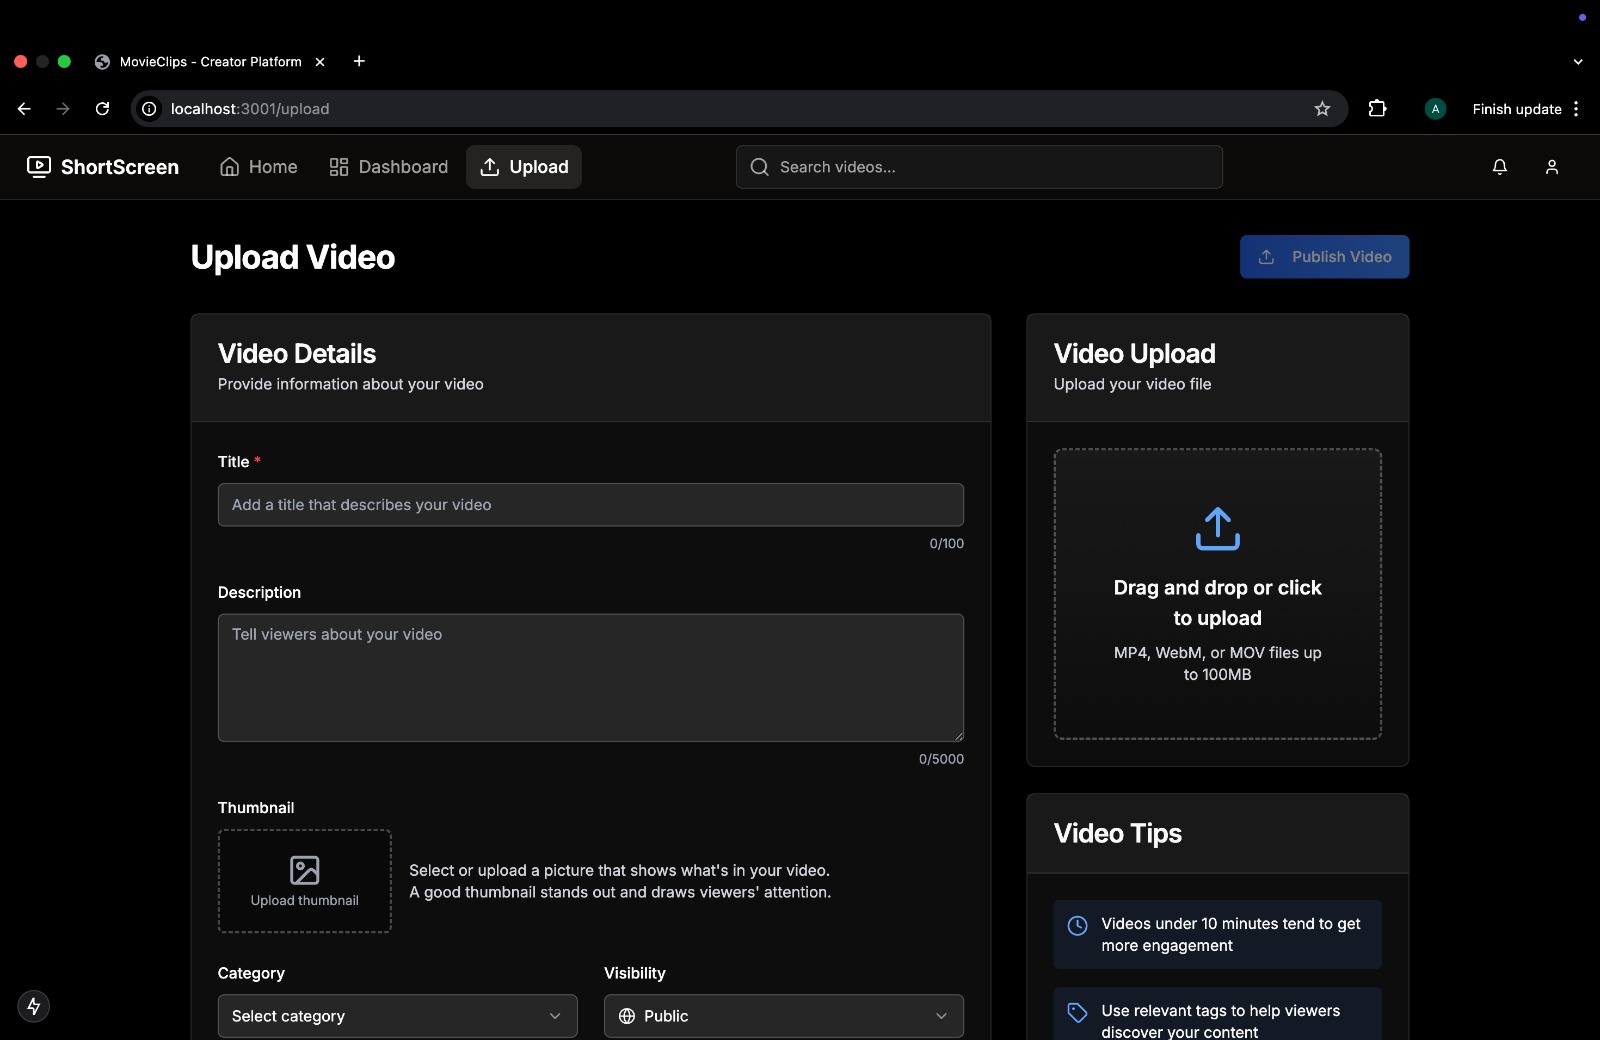 MovieClips - Creator Platform
localhost:3001/upload
A
Finish update
ShortScreen
Home
Dashboard
Upload
Search videos...
Upload Video
Publish Video
Video Details
Provide information about your video
Title *
Add a title that describes your video
0/100
Description
Tell viewers about your video
0/5000
Thumbnail
Upload thumbnail
Select or upload a picture that shows what's in your video.
A good thumbnail stands out and draws viewers' attention.
Category
Select category
Visibility
Public
Video Upload
Upload your video file
Drag and drop or click
to upload
MP4, WebM, or MOV files up
to 100MB
Video Tips
Videos under 10 minutes tend to get
more engagement
Use relevant tags to help viewers
discover your content